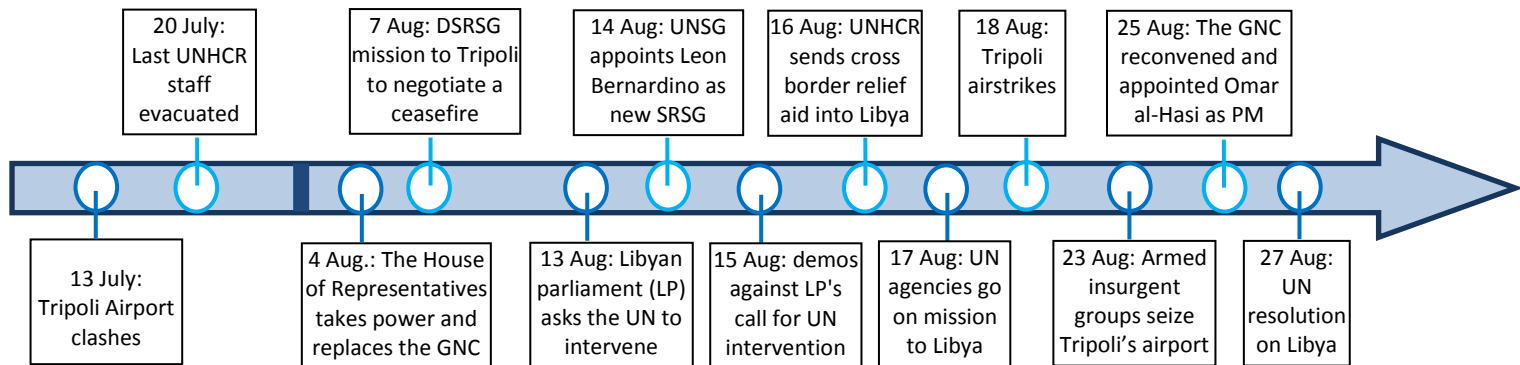 20 July:
Last UNHCR
staff
evacuated
7 Aug: DSRSG
mission to Tripoli
to negotiate a
ceasefire
14 Aug: UNSG
appoints Leon
Bernardino as
new SRSG
16 Aug: UNHCR
sends cross
border relief
aid into Libya
18 Aug:
Tripoli
airstrikes
25 Aug: The GNC
reconvened and
appointed Omar
al-Hasi as PM
13 July:
Tripoli Airport
clashes
4 Aug.: The House
of Representatives
takes power and
replaces the GNC
13 Aug: Libyan
parliament (LP)
asks the UN to
intervene
15 Aug: demos
against LP's
call for UN
intervention
17 Aug: UN
agencies go
on mission
to Libya
23 Aug: Armed
insurgent
groups seize
Tripoli’s airport
27 Aug:
UN
resolution
on Libya